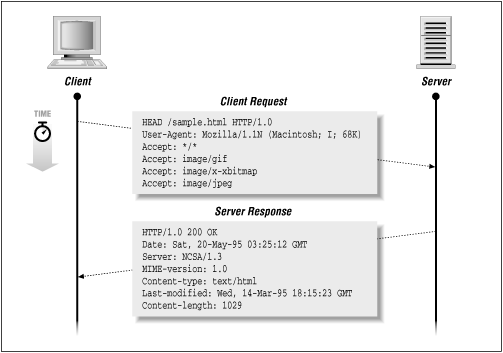 Client
Server
TIME
Client Request
HEAD /sample.html HTTP/1.0
User-Agent: Mozilla/1.1N (Macintosh; I; 68K)
Accept: */*
Accept: image/gif
Accept: image/x-xbitmap
Accept: image/jpeg
Server Response
HTTP/1.0 200 OK
Date: Sat, 20-May-95 03:25:12 GMT
Server: NCSA/1.3
MIME-version: 1.0
Content-type: text/html
Last-modified: Wed, 14-Mar-95 18:15:23 GMT
Content-length: 1029